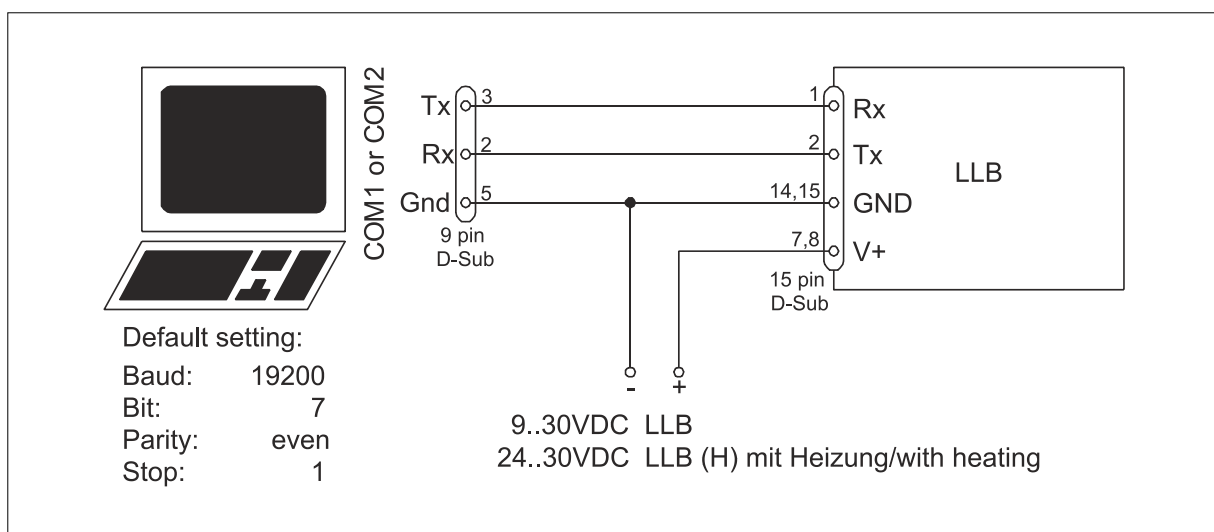 COM1 or COM2
Tx 3
Rx 2
Gnd 5
9 pin
D-Sub
1 Rx
2 Tx
14,15 GND
7,8 V+
15 pin
D-Sub
LLB
Default setting:
Baud: 19200
Bit: 7
Parity: even
Stop: 1
- +
9..30VDC LLB
24..30VDC LLB (H) mit Heizung/with heating